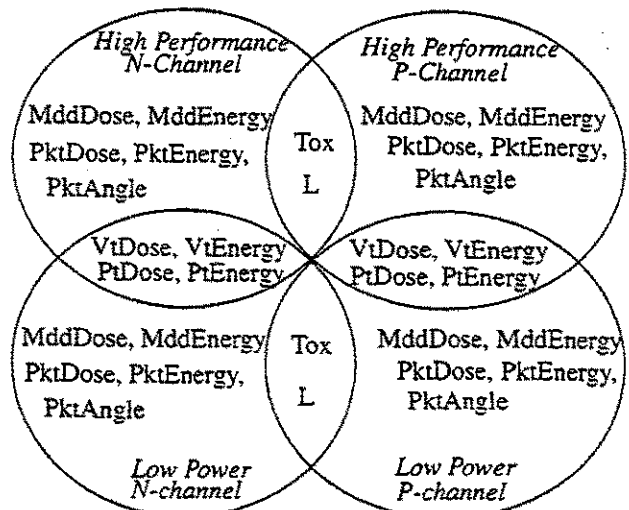 High Performance
N-Channel
High Performance
P-Channel
MddDose, MddEnergy
PktDose, PktEnergy,
PktAngle
Tox
L
MddDose, MddEnergy
PktDose, PktEnergy,
PktAngle
VtDose, VtEnergy
PtDose, PtEnergy
VtDose, VtEnergy
PtDose, PtEnergy
MddDose, MddEnergy
PktDose, PktEnergy,
PktAngle
Tox
L
MddDose, MddEnergy
PktDose, PktEnergy,
PktAngle
Low Power
N-channel
Low Power
P-channel